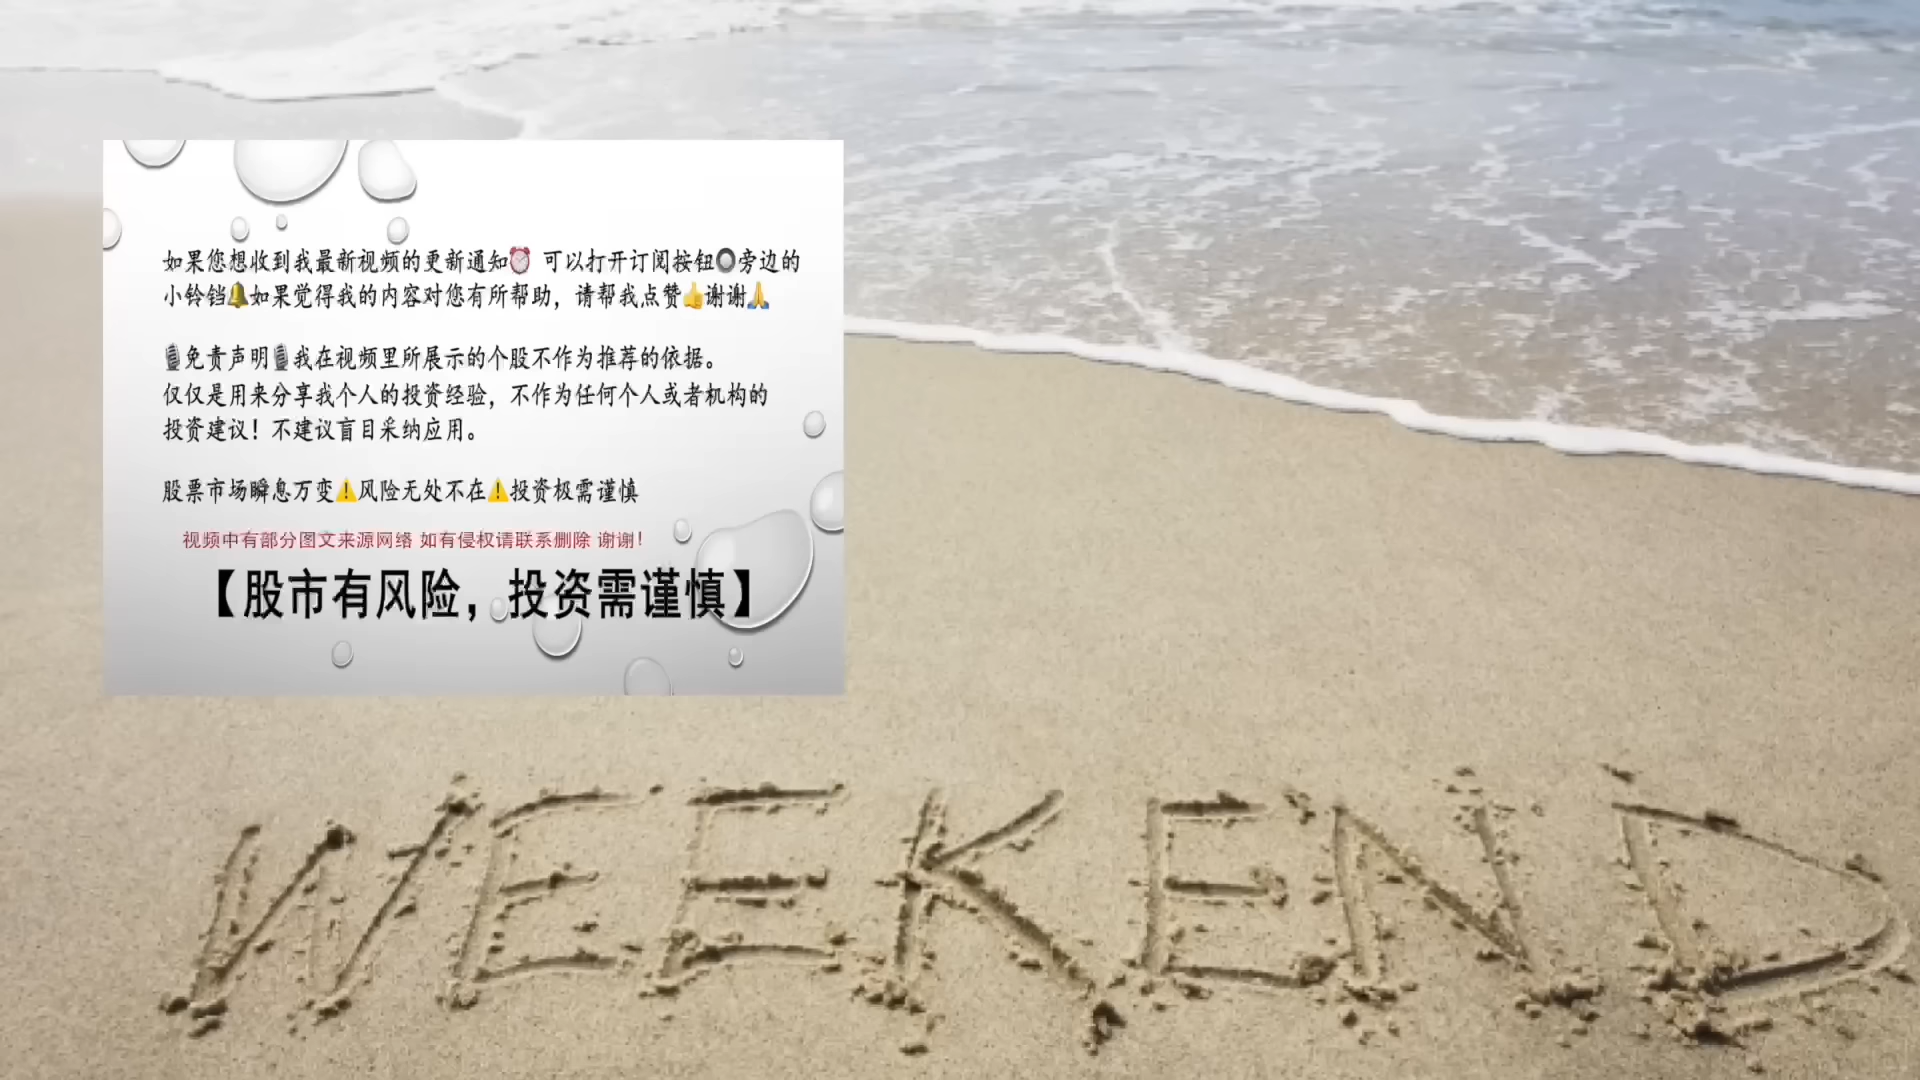 如果您想收到我最新视频的更新通知⏰ 可以打开订阅按钮🔘旁边的
小铃铛🔔如果觉得我的内容对您有所帮助，请帮我点赞👍谢谢🙏
🎙️免责声明🎙️我在视频里所展示的个股不作为推荐的依据。
仅仅是用来分享我个人的投资经验，不作为任何个人或者机构的
投资建议！不建议盲目采纳应用。
股票市场瞬息万变⚠️风险无处不在⚠️投资极需谨慎
视频中有部分图文来源网络 如有侵权请联系删除 谢谢！
【股市有风险，投资需谨慎】
WEEKEND